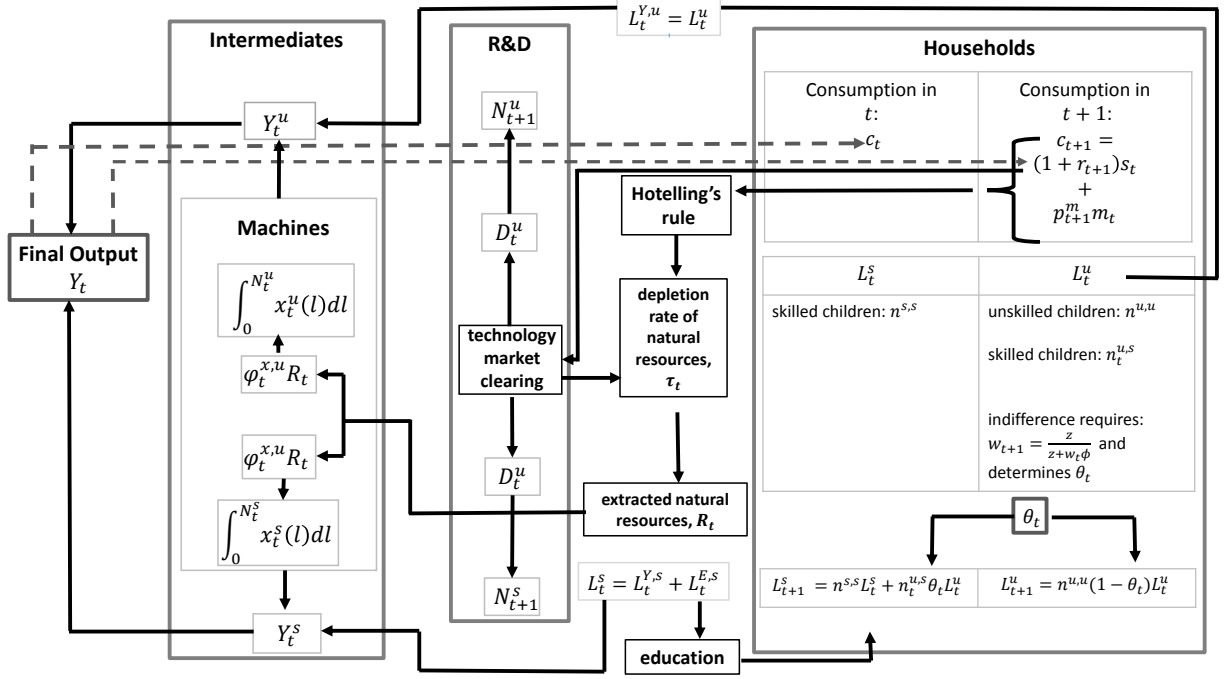 L_t^{Y,u} = L_t^u
Intermediates
Y_t^u
Machines
∫_0^{N_t^u} x_t^u(l)dl
φ_t^{x,u} R_t
φ_t^{x,u} R_t
∫_0^{N_t^s} x_t^s(l)dl
Y_t^s
Final Output
Y_t
R&D
N_{t+1}^u
D_t^u
technology
market
clearing
D_t^u
N_{t+1}^s
Hotelling's
rule
depletion
rate of
natural
resources,
τ_t
extracted natural
resources, R_t
L_t^s = L_t^{Y,s} + L_t^{E,s}
education
Households
Consumption in
t:
c_t
Consumption in
t + 1:
c_{t+1} =
(1 + r_{t+1})s_t
+
p_{t+1}^m m_t
L_t^s
L_t^u
skilled children: n^{s,s}
unskilled children: n^{u,u}
skilled children: n_t^{u,s}
indifference requires:
w_{t+1} = \frac{z}{z+w_tϕ} and
determines θ_t
θ_t
L_{t+1}^s = n^{s,s}L_t^s + n_t^{u,s}θ_tL_t^u
L_{t+1}^u = n^{u,u}(1 − θ_t)L_t^u